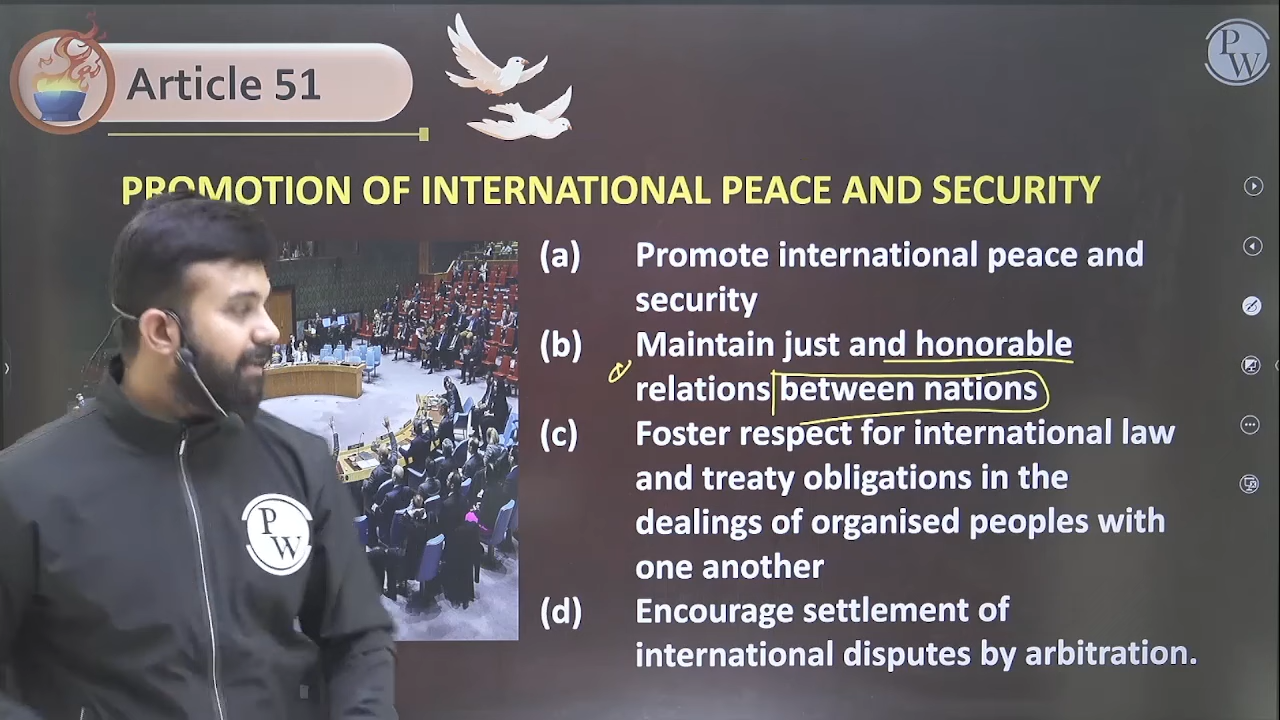 Article 51
P
W
PROMOTION OF INTERNATIONAL PEACE AND SECURITY
(a) Promote international peace and
security
(b) Maintain just and honorable
relations between nations
(c) Foster respect for international law
and treaty obligations in the
dealings of organised peoples with
one another
(d) Encourage settlement of
international disputes by arbitration.
P
W